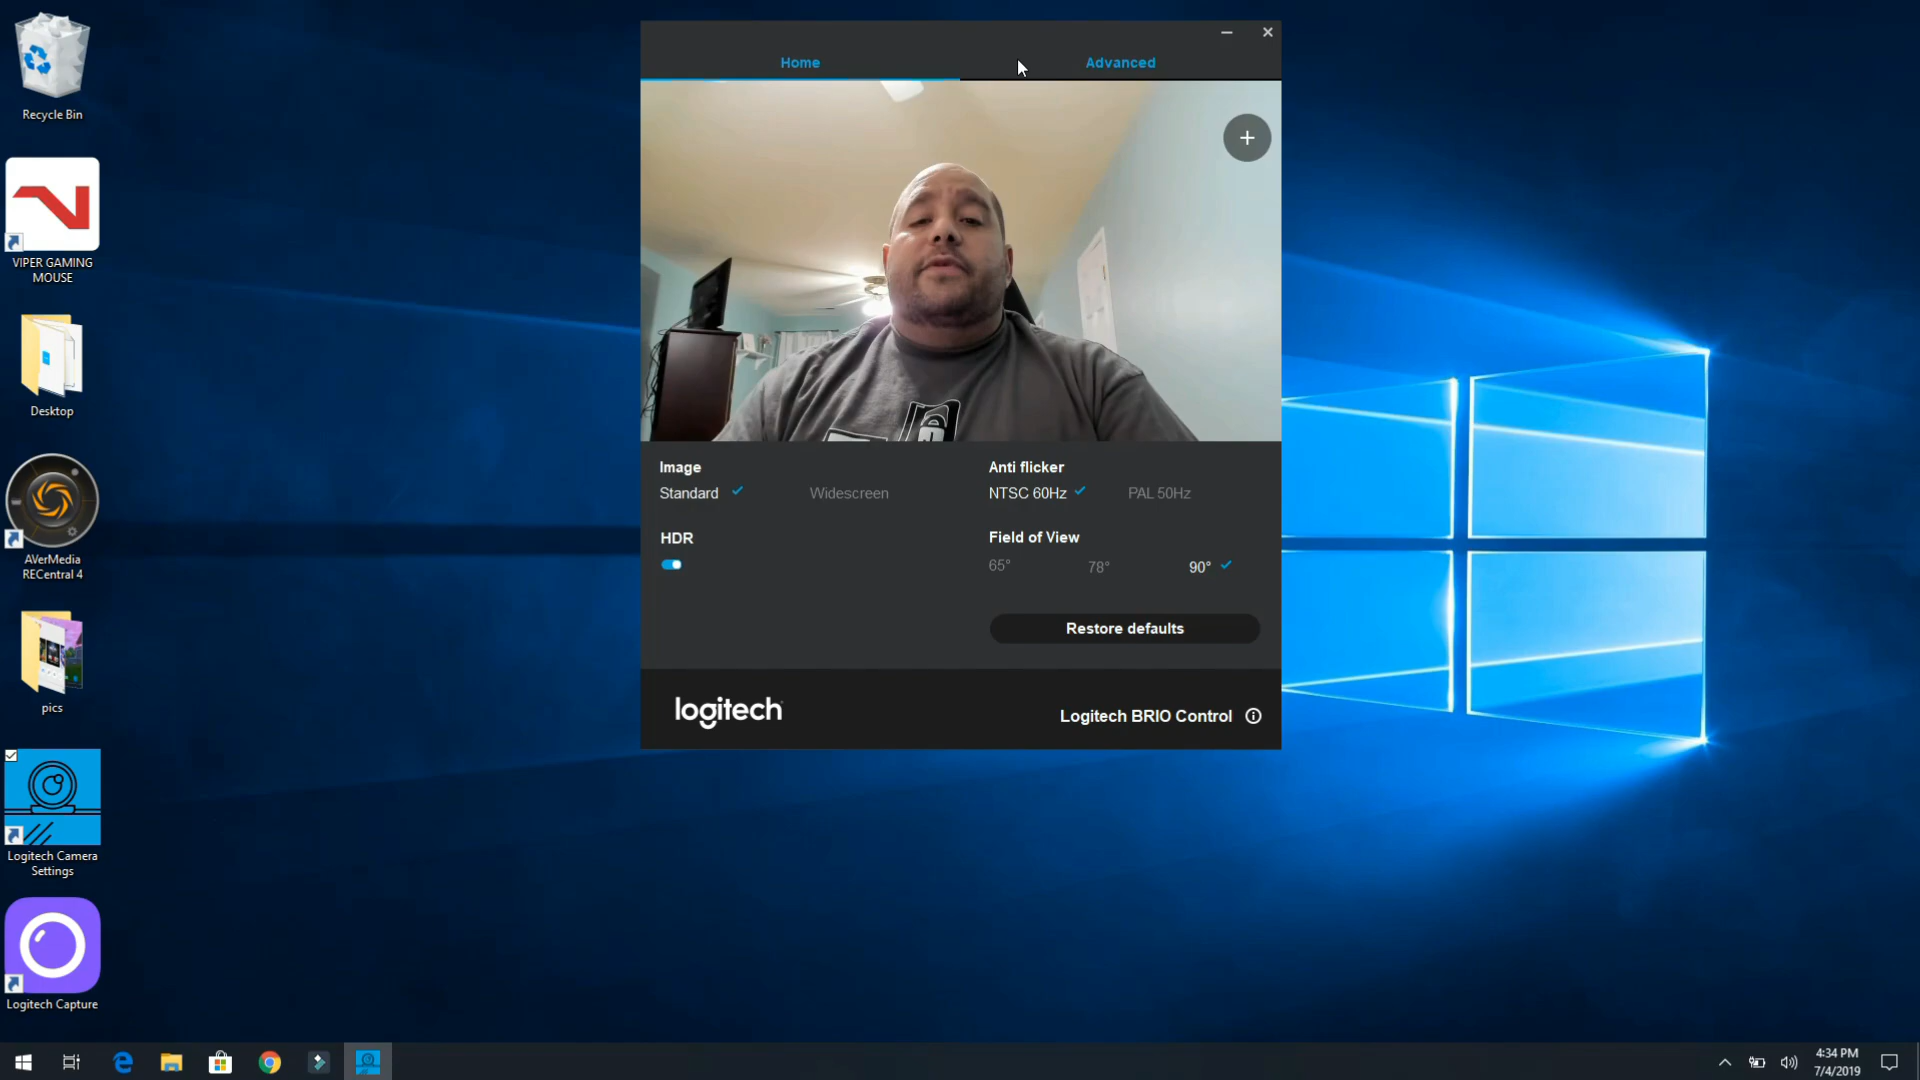 Recycle Bin
VIPER GAMING
MOUSE
Desktop
AVerMedia
RECentral 4
pics
Logitech Camera
Settings
Logitech Capture
Home
Advanced
Image
Standard
Widescreen
Anti flicker
NTSC 60Hz
PAL 50Hz
HDR
Field of View
65°
78°
90°
Restore defaults
logitech
Logitech BRIO Control
4:34 PM
7/4/2019